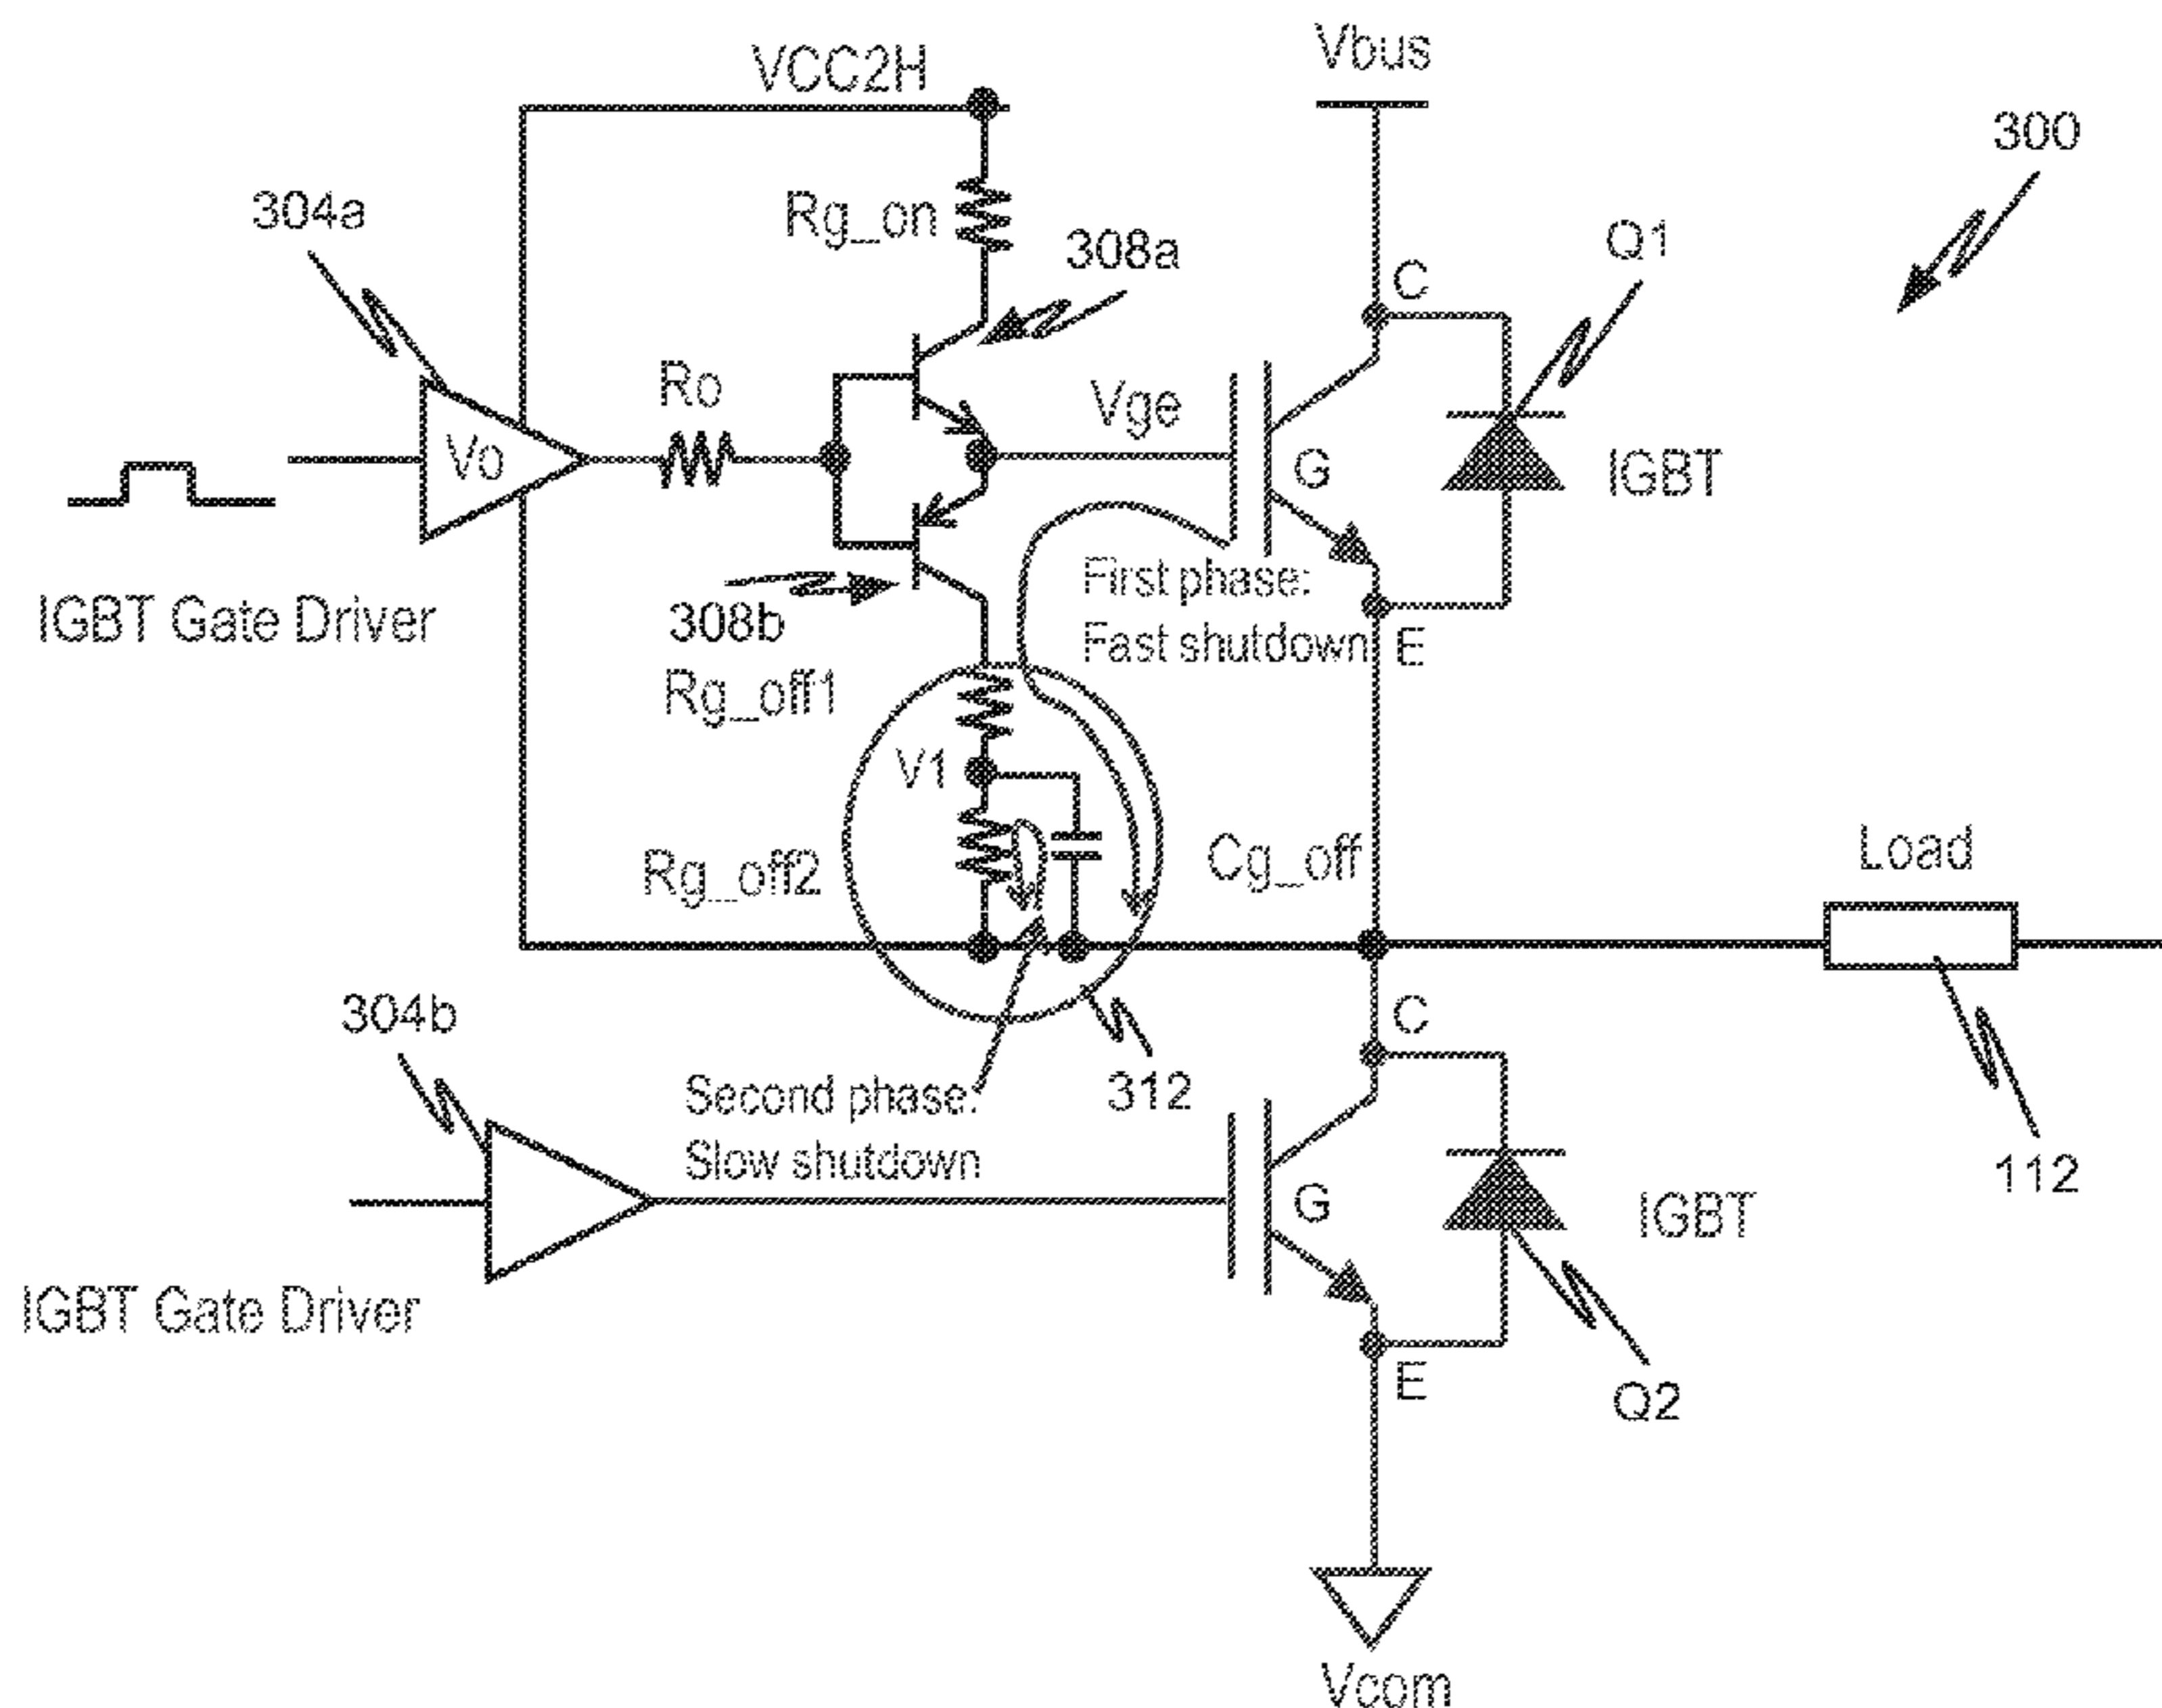 VCC2H
Vbus
300
304a
Rg_on
308a
Q1
C
Ro
Vge
Vo
G
IGBT
IGBT Gate Driver
308b
First phase:
Fast shutdown
E
Rg_off1
V1
Rg_off2
Cg_off
Load
304b
C
Second phase:
Slow shutdown
312
112
G
IGBT
IGBT Gate Driver
E
Q2
Vcom